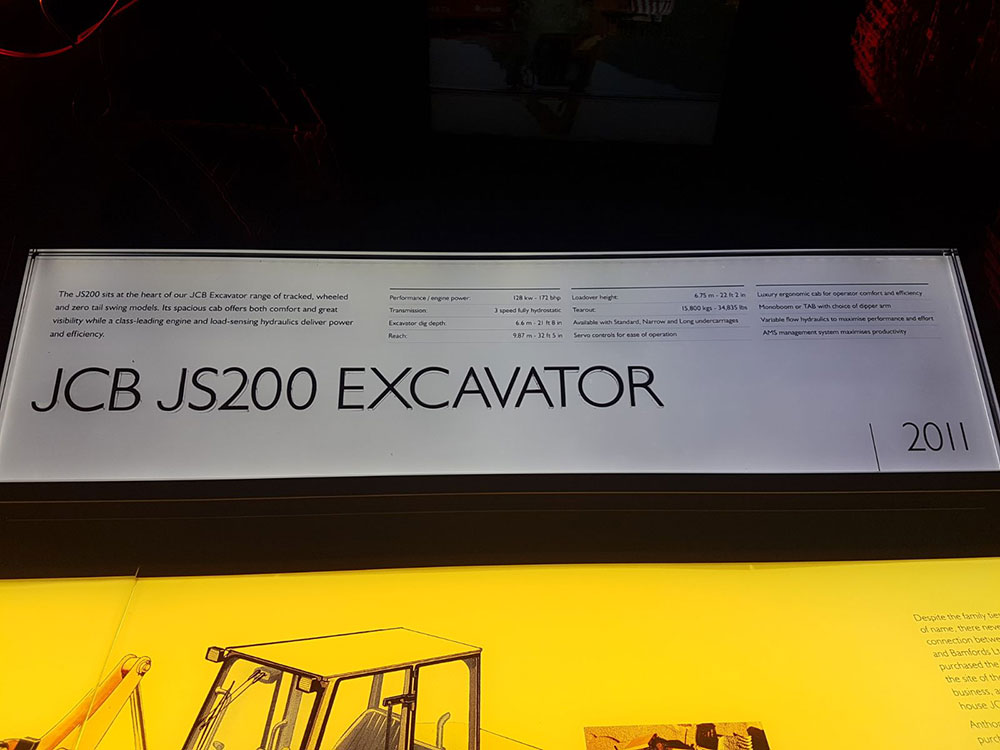 The JS200 sits at the heart of our JCB Excavator range of tracked, wheeled
and zero tail swing models. Its spacious cab offers both comfort and great
visibility while a class-leading engine and load-sensing hydraulics deliver power
and efficiency.
Performance / engine power: 128 kw - 172 bhp
Transmission: 3 speed fully hydrostatic
Excavator dig depth: 6.6 m - 21 ft 8 in
Reach: 9.87 m - 32 ft 5 in
Loadover height: 6.75 m - 22 ft 2 in
Tearout: 15,800 kgs - 34,835 lbs
Available with Standard, Narrow and Long undercarriages
Servo controls for ease of operation
Luxury ergonomic cab for operator comfort and efficiency
Monoboom or TAB with choice of dipper arm
Variable flow hydraulics to maximise performance and effort
AMS management system maximises productivity
JCB JS200 EXCAVATOR
2011
Despite the family
of name, there
connection
and Bamfords
purchased the
the site of
business,
house